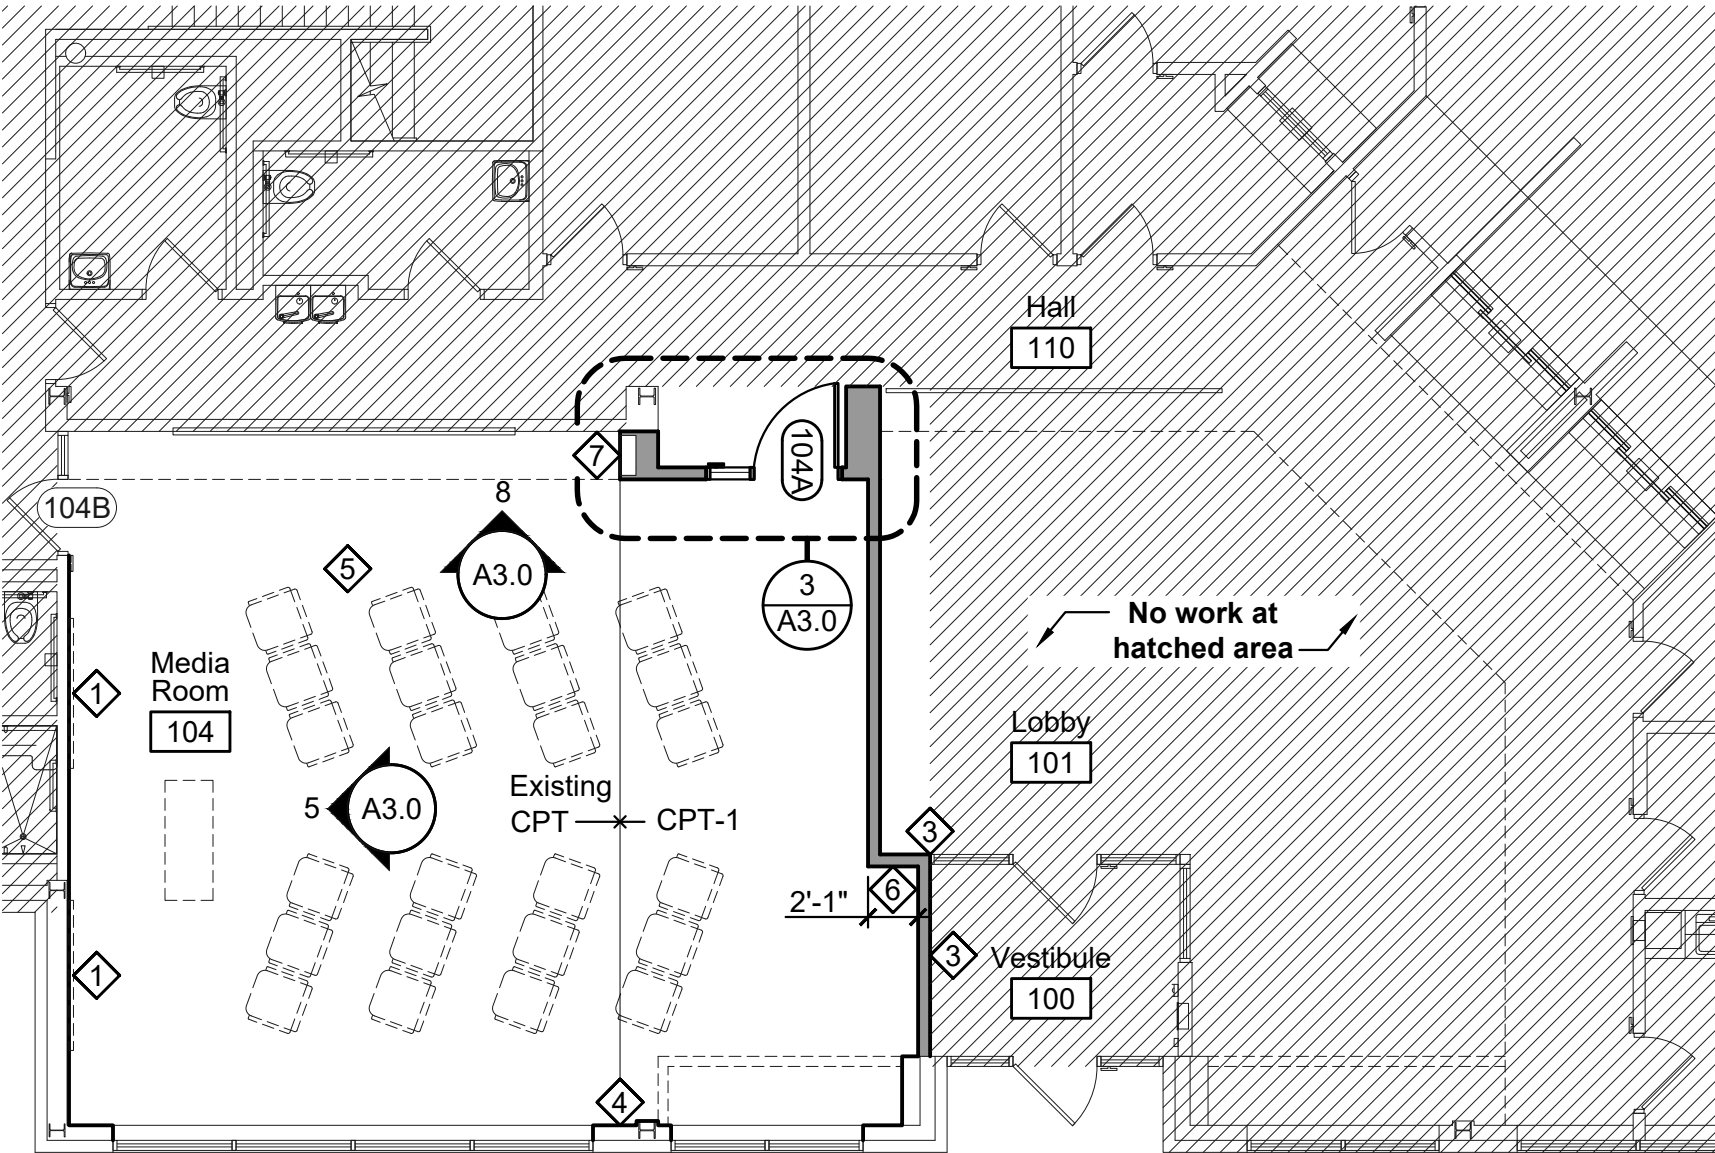 Hall
110
7
104A
104B
8
A3.0
5
3
A3.0
No work at
hatched area
Media
Room
104
1
Lobby
101
Existing
CPT
CPT-1
5
A3.0
3
6
2'-1"
3
Vestibule
100
1
4